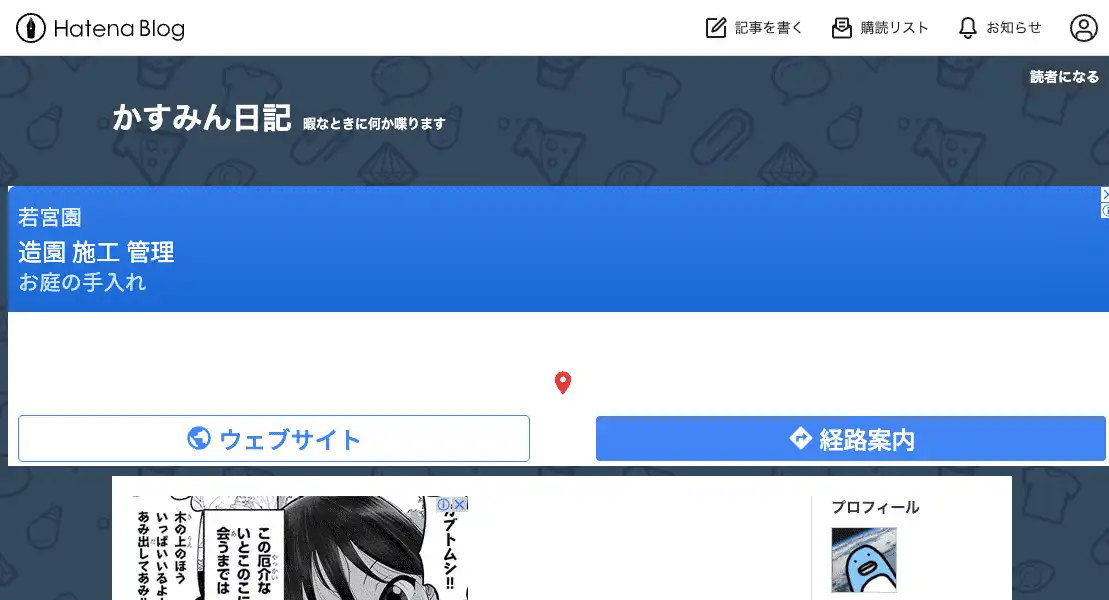 Hatena Blog
記事を書く
購読リスト
お知らせ
読者になる
かすみん日記 暇なときに何か喋ります
若宮園
造園 施工 管理
お庭の手入れ
ウェブサイト
経路案内
プロフィール
カブトムシ!!
この厄介な
いとこのこに
会うまでは
木の上のほう
いっぱいいるよ
あみ出してあみ!!